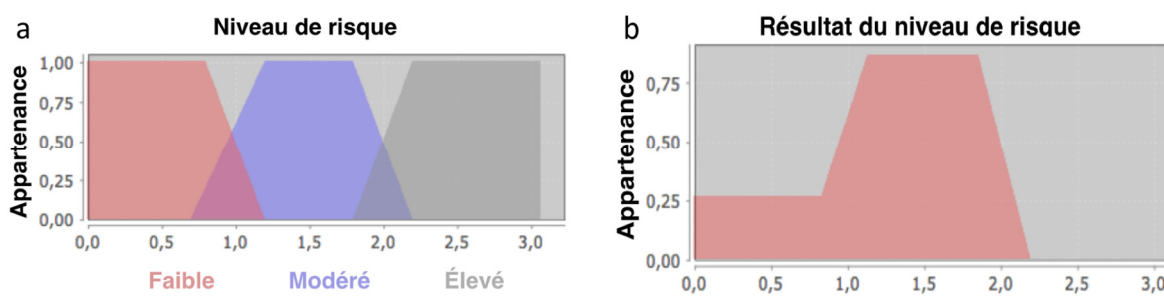 a
Niveau de risque
Appartenance
1,00
0,75
0,50
0,25
0,00
0,0 0,5 1,0 1,5 2,0 2,5 3,0
Faible Modéré Élevé
b
Résultat du niveau de risque
Appartenance
0,75
0,50
0,25
0,00
0,0 0,5 1,0 1,5 2,0 2,5 3,0